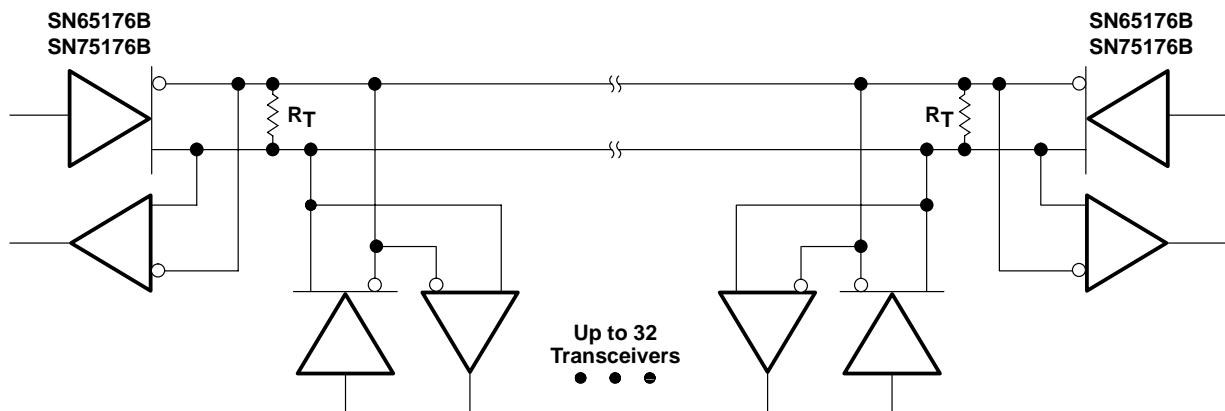 SN65176B
SN75176B
SN65176B
SN75176B
RT
RT
Up to 32
Transceivers